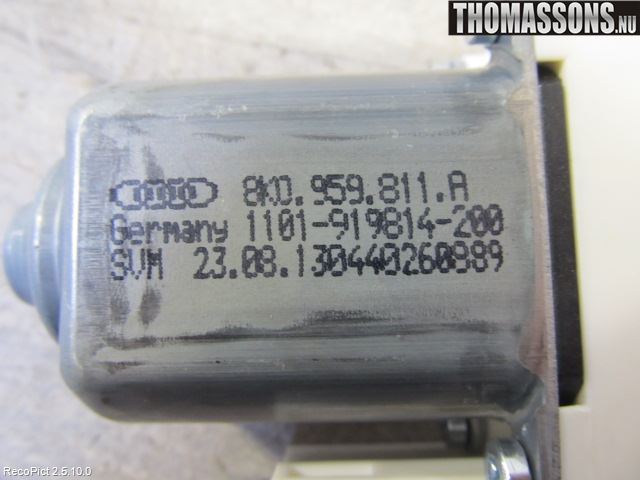 THOMASSONS.NU
8K0.959.811.A
Germany 1101-919814-200
SVM 23.08.130440260989
RecoPict 2.5.10.0